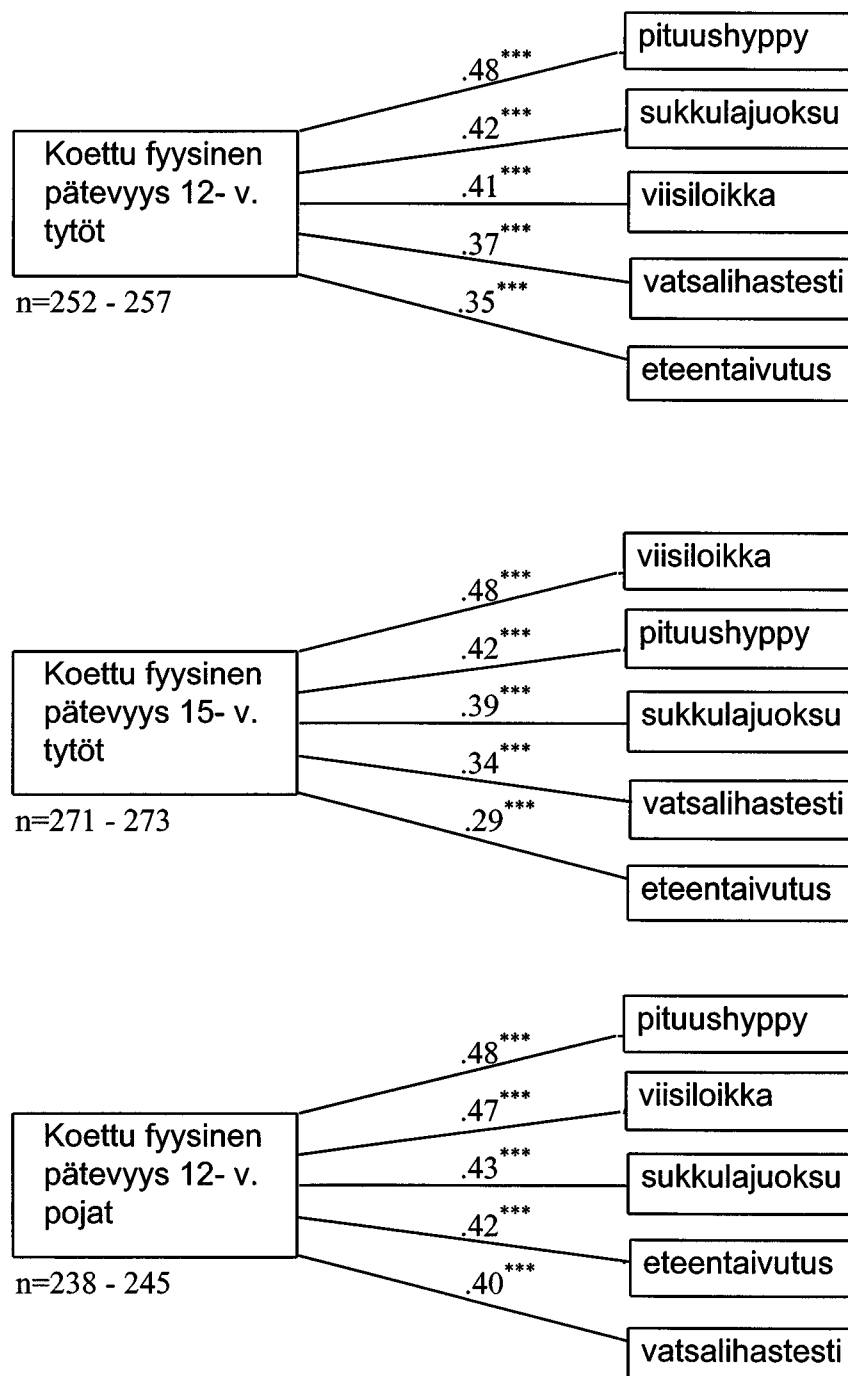 pituushyppy
.48***
sukkulajuoksu
.42***
Koettu fyysinen
pätevyys 12- v.
tytöt
.41***
viisiloikka
.37***
vatsalihastesti
n=252 - 257
.35***
eteentaivutus
viisiloikka
.48***
pituushyppy
.42***
Koettu fyysinen
pätevyys 15- v.
tytöt
.39***
sukkulajuoksu
.34***
vatsalihastesti
n=271 - 273
.29***
eteentaivutus
pituushyppy
.48***
viisiloikka
.47***
Koettu fyysinen
pätevyys 12- v.
pojat
.43***
sukkulajuoksu
.42***
eteentaivutus
n=238 - 245
.40***
vatsalihastesti